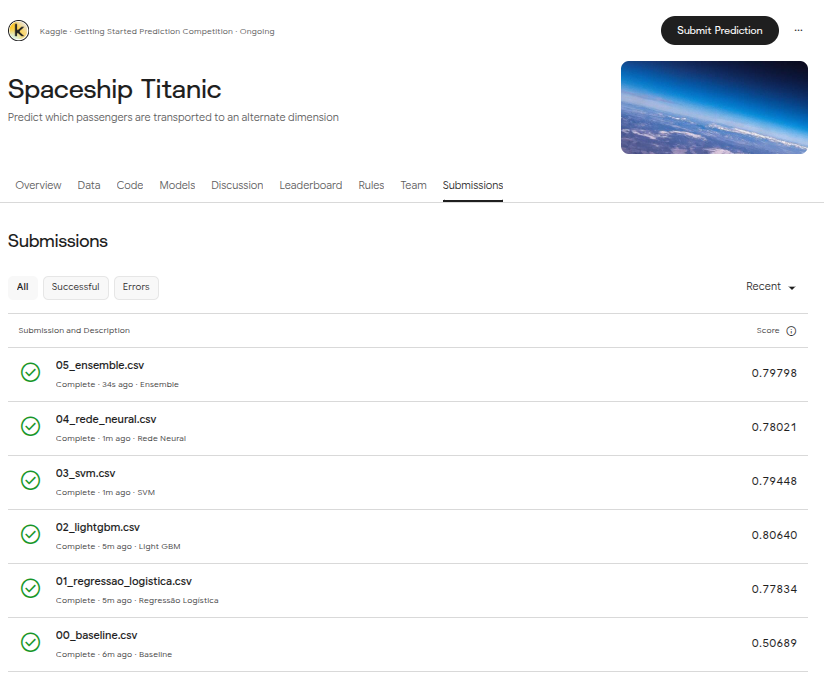 k Kaggle · Getting Started Prediction Competition · Ongoing
Submit Prediction ...
Spaceship Titanic
Predict which passengers are transported to an alternate dimension
Overview Data Code Models Discussion Leaderboard Rules Team Submissions
Submissions
All Successful Errors Recent
Submission and Description Score
05_ensemble.csv
Complete · 34s ago · Ensemble
0.79798
04_rede_neural.csv
Complete · 1m ago · Rede Neural
0.78021
03_svm.csv
Complete · 1m ago · SVM
0.79448
02_lightgbm.csv
Complete · 5m ago · Light GBM
0.80640
01_regressao_logistica.csv
Complete · 5m ago · Regressão Logística
0.77834
00_baseline.csv
Complete · 6m ago · Baseline
0.50689